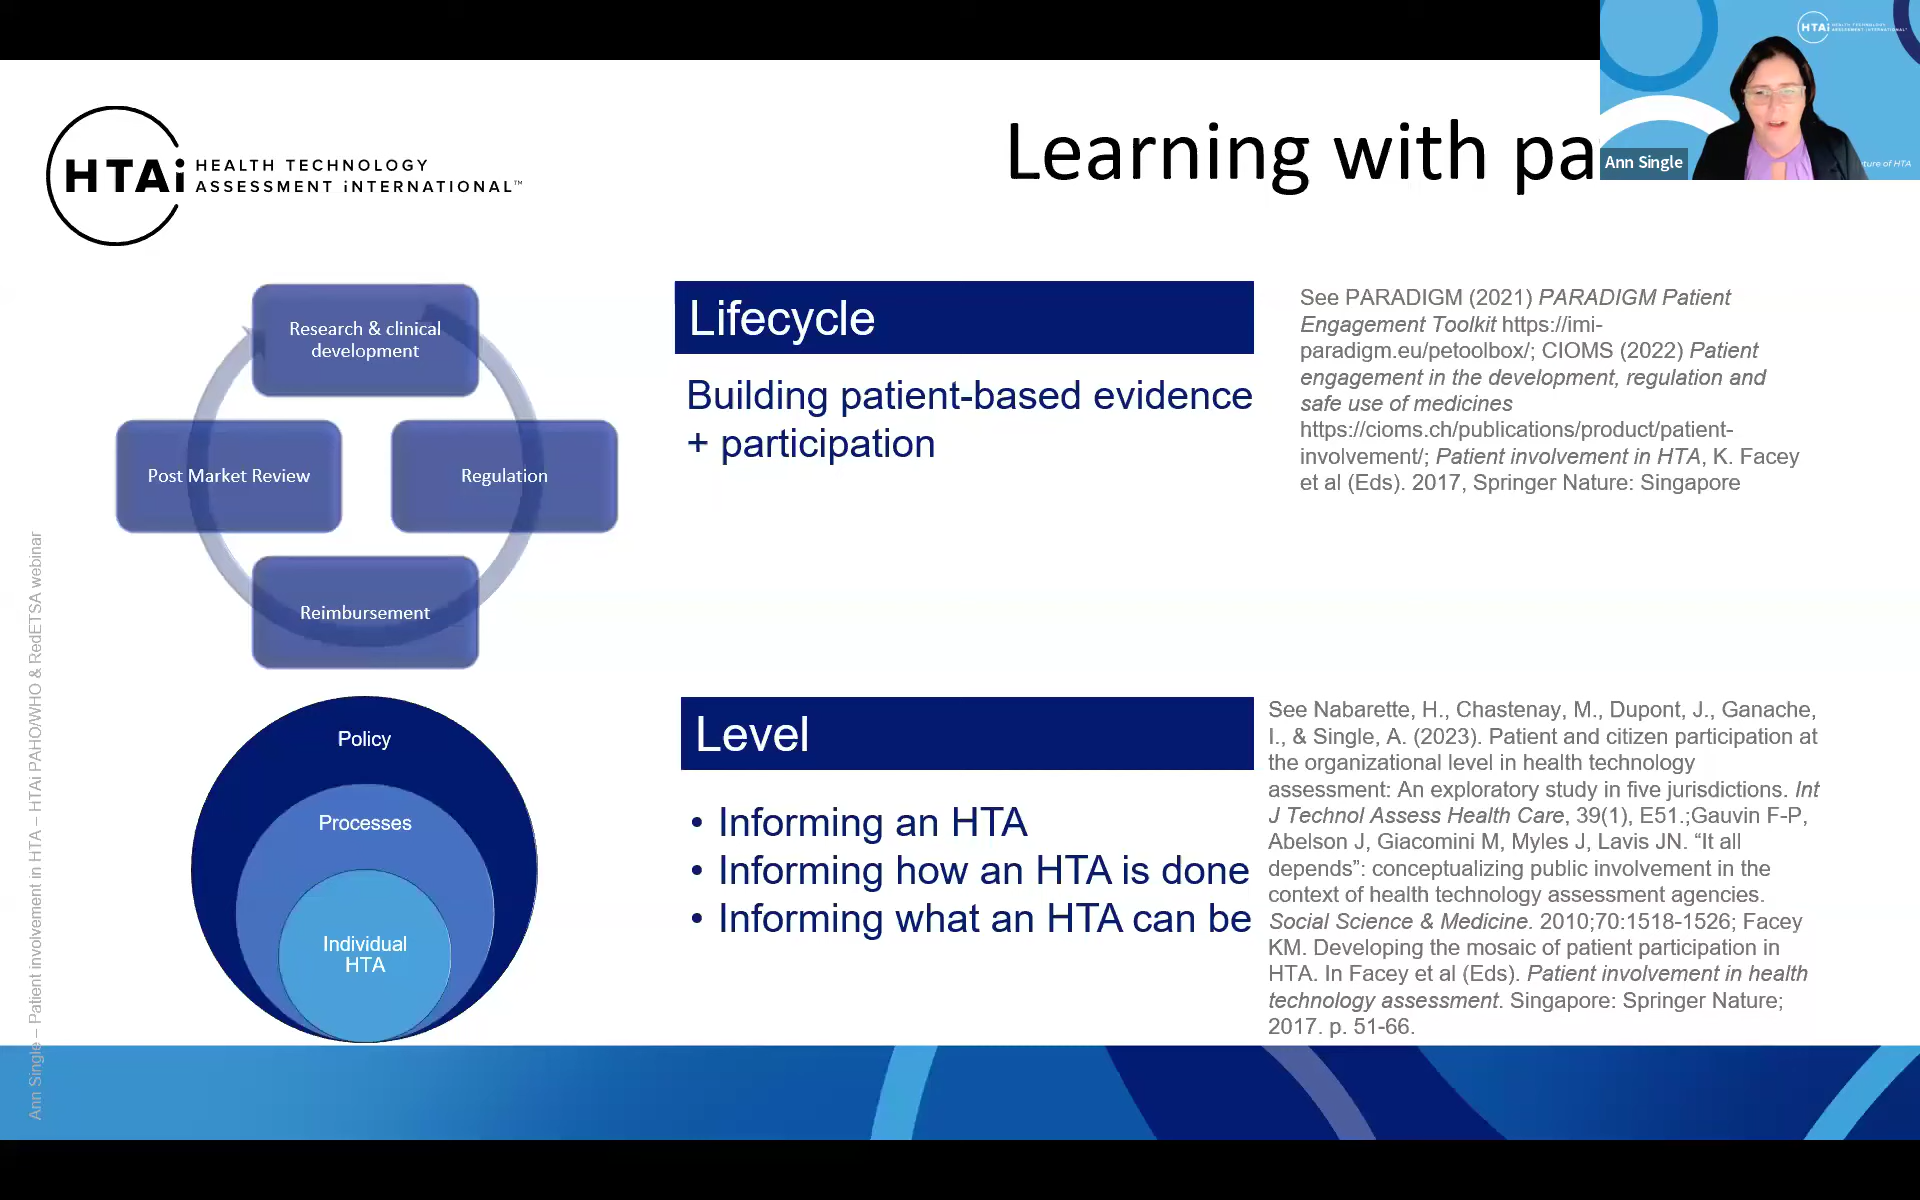 HTAi HEALTH TECHNOLOGY
ASSESSMENT iNTERNATIONAL™
Learning with
HTAi HEALTH TECHNOLOGY
ASSESSMENT iNTERNATIONAL
Ann Single
of HTA
Research & clinical
development
Post Market Review
Regulation
Reimbursement
Lifecycle
Building patient-based evidence
+ participation
See PARADIGM (2021) PARADIGM Patient
Engagement Toolkit https://imi-
paradigm.eu/petoolbox/; CIOMS (2022) Patient
engagement in the development, regulation and
safe use of medicines
https://cioms.ch/publications/product/patient-
involvement/; Patient involvement in HTA, K. Facey
et al (Eds). 2017, Springer Nature: Singapore
Policy
Processes
Individual
HTA
Level
• Informing an HTA
• Informing how an HTA is done
• Informing what an HTA can be
See Nabarette, H., Chastenay, M., Dupont, J., Ganache,
I., & Single, A. (2023). Patient and citizen participation at
the organizational level in health technology
assessment: An exploratory study in five jurisdictions. Int
J Technol Assess Health Care, 39(1), E51.;Gauvin F-P,
Abelson J, Giacomini M, Myles J, Lavis JN. “It all
depends”: conceptualizing public involvement in the
context of health technology assessment agencies.
Social Science & Medicine. 2010;70:1518-1526; Facey
KM. Developing the mosaic of patient participation in
HTA. In Facey et al (Eds). Patient involvement in health
technology assessment. Singapore: Springer Nature;
2017. p. 51-66.
Ann Single – Patient involvement in HTA – HTAi PAHO/WHO & RedETSA webinar